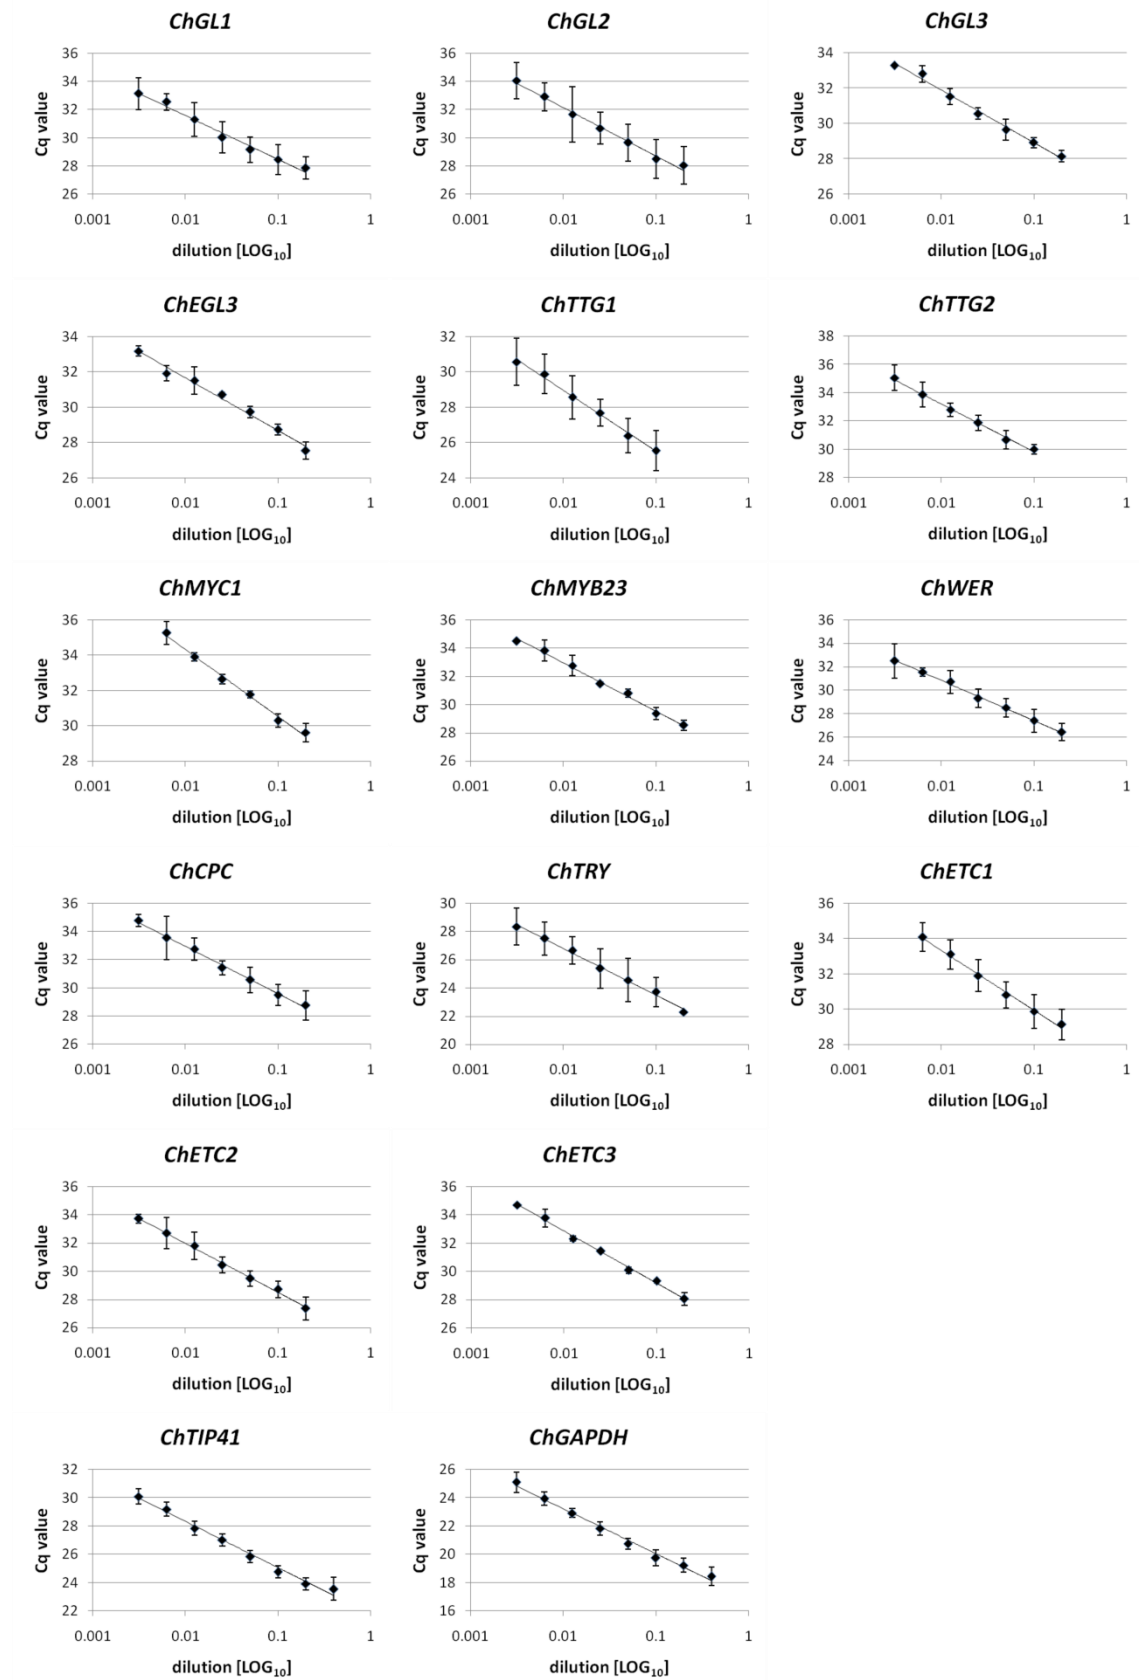 ChGL1
Cq value
36
34
32
30
28
26
0.001 0.01 0.1 1
dilution [LOG₁₀]
ChGL2
Cq value
36
34
32
30
28
26
0.001 0.01 0.1 1
dilution [LOG₁₀]
ChGL3
Cq value
34
32
30
28
26
0.001 0.01 0.1 1
dilution [LOG₁₀]
ChEGL3
Cq value
34
32
30
28
26
0.001 0.01 0.1 1
dilution [LOG₁₀]
ChTTG1
Cq value
32
30
28
26
24
0.001 0.01 0.1 1
dilution [LOG₁₀]
ChTTG2
Cq value
38
36
34
32
30
28
0.001 0.01 0.1 1
dilution [LOG₁₀]
ChMYC1
Cq value
36
34
32
30
28
0.001 0.01 0.1 1
dilution [LOG₁₀]
ChMYB23
Cq value
36
34
32
30
28
26
0.001 0.01 0.1 1
dilution [LOG₁₀]
ChWER
Cq value
36
34
32
30
28
26
24
0.001 0.01 0.1 1
dilution [LOG₁₀]
ChCPC
Cq value
36
34
32
30
28
26
0.001 0.01 0.1 1
dilution [LOG₁₀]
ChTRY
Cq value
30
28
26
24
22
20
0.001 0.01 0.1 1
dilution [LOG₁₀]
ChETC1
Cq value
36
34
32
30
28
0.001 0.01 0.1 1
dilution [LOG₁₀]
ChETC2
Cq value
36
34
32
30
28
26
0.001 0.01 0.1 1
dilution [LOG₁₀]
ChETC3
Cq value
36
34
32
30
28
26
0.001 0.01 0.1 1
dilution [LOG₁₀]
ChTIP41
Cq value
32
30
28
26
24
22
0.001 0.01 0.1 1
dilution [LOG₁₀]
ChGAPDH
Cq value
26
24
22
20
18
16
0.001 0.01 0.1 1
dilution [LOG₁₀]